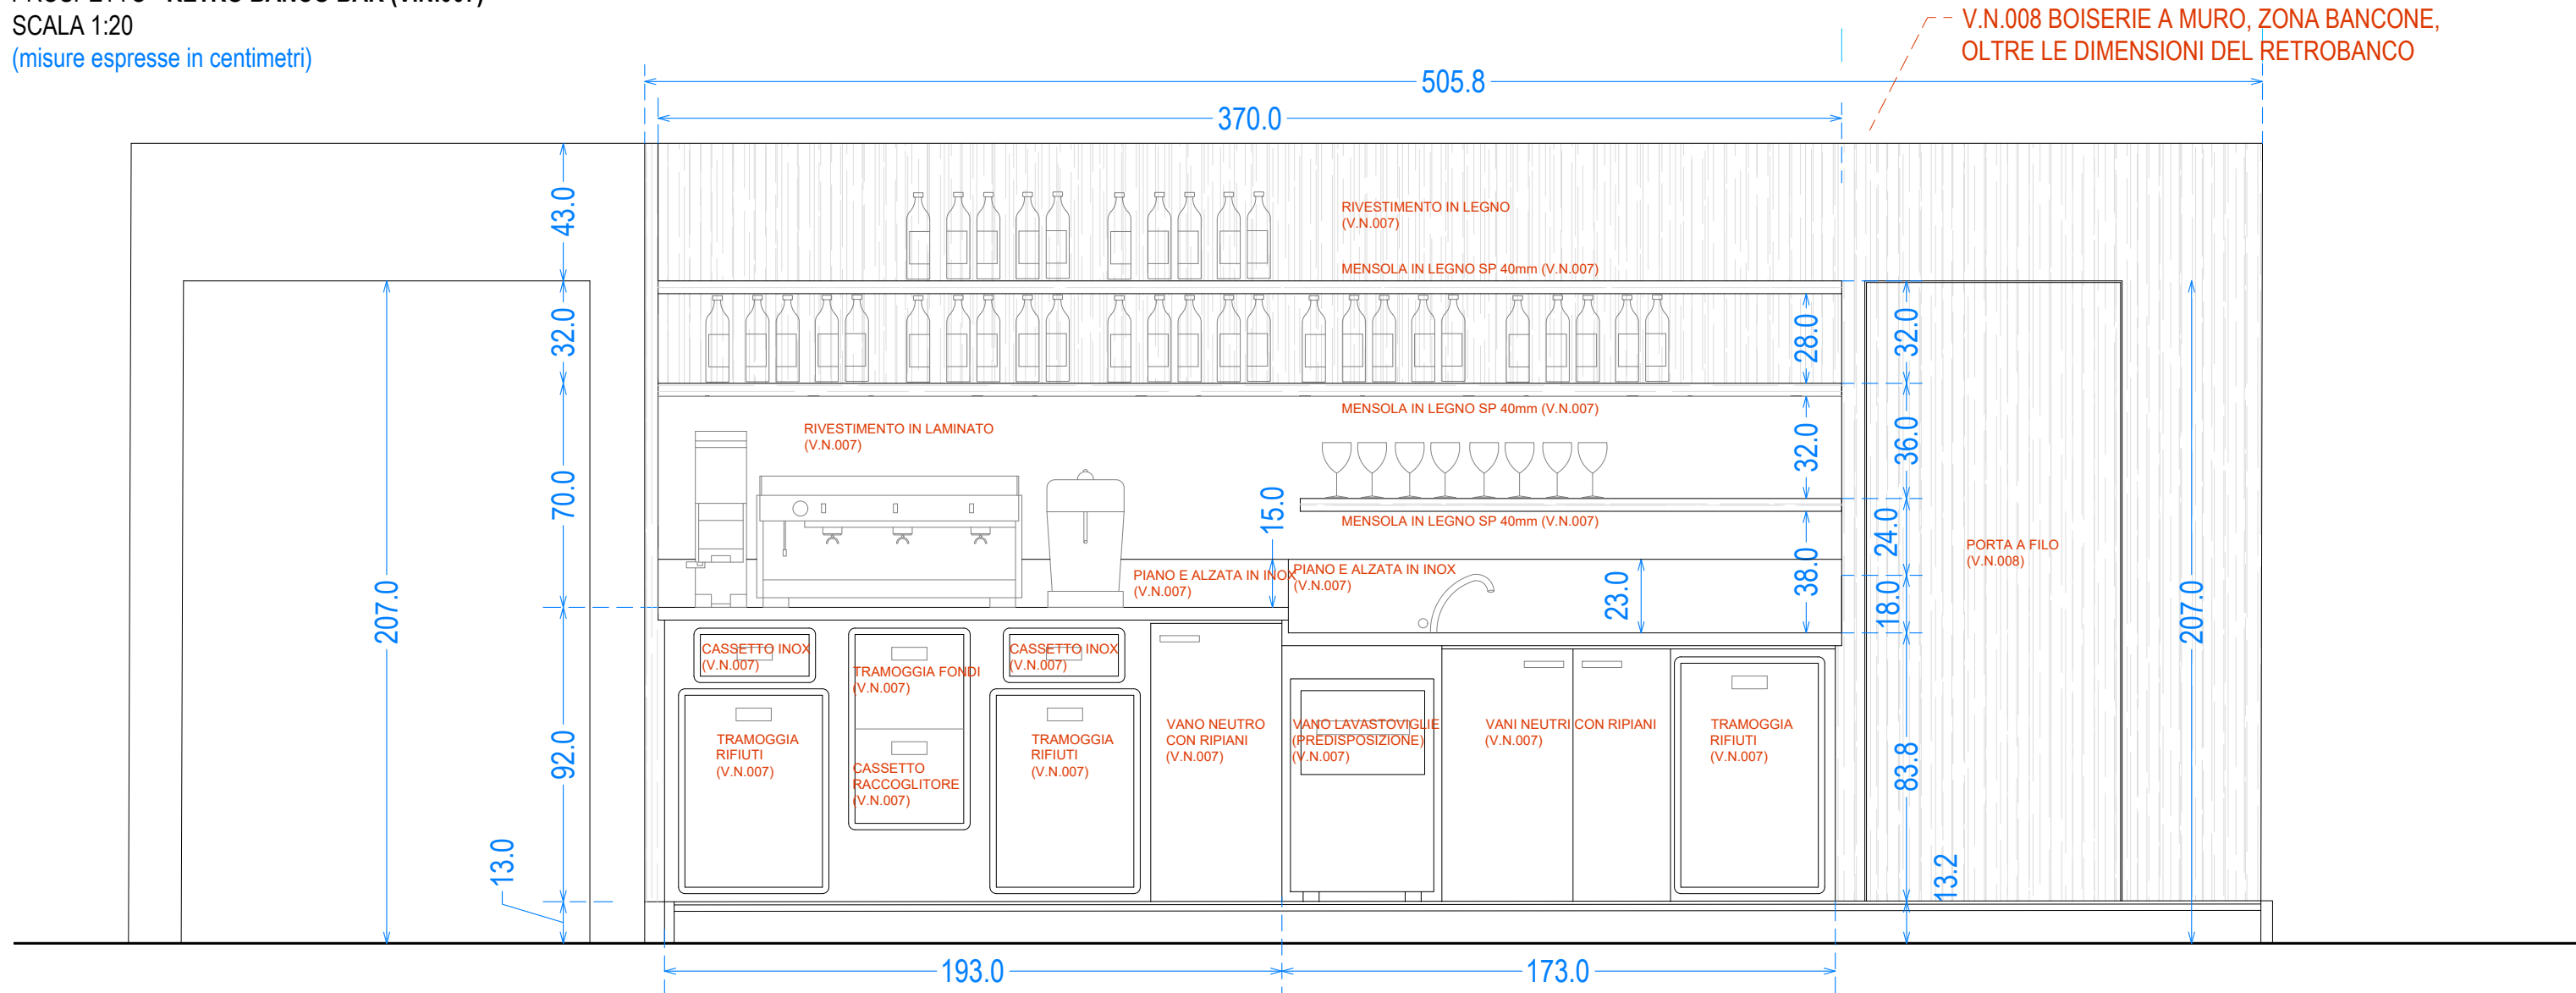 RETRO BANCO BAR (V.N.007)
SCALA 1:20
(misure espresse in centimetri)
V.N.008 BOISERIE A MURO, ZONA BANCONE,
OLTRE LE DIMENSIONI DEL RETROBANCO
505.8
370.0
43.0
RIVESTIMENTO IN LEGNO
(V.N.007)
MENSOLA IN LEGNO SP 40mm (V.N.007)
32.0
28.0
32.0
MENSOLA IN LEGNO SP 40mm (V.N.007)
RIVESTIMENTO IN LAMINATO
(V.N.007)
70.0
32.0
36.0
15.0
MENSOLA IN LEGNO SP 40mm (V.N.007)
24.0
PORTA A FILO
(V.N.008)
PIANO E ALZATA IN INOX
(V.N.007)
PIANO E ALZATA IN INOX
(V.N.007)
23.0
38.0
18.0
207.0
207.0
CASSETTO INOX
(V.N.007)
TRAMOGGIA FONDI
(V.N.007)
CASSETTO INOX
(V.N.007)
TRAMOGGIA
RIFIUTI
(V.N.007)
CASSETTO
RACCOGLITORE
(V.N.007)
TRAMOGGIA
RIFIUTI
(V.N.007)
VANO NEUTRO
CON RIPIANI
(V.N.007)
VANO LAVASTOVIGLIE
(PREDISPOSIZIONE)
(V.N.007)
VANI NEUTRI CON RIPIANI
(V.N.007)
TRAMOGGIA
RIFIUTI
(V.N.007)
92.0
83.8
13.0
13.2
193.0
173.0